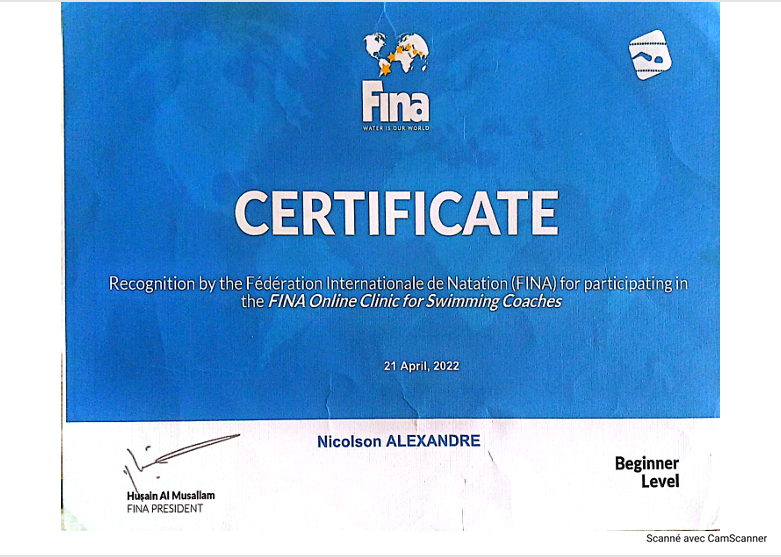 Fina
WATER IS OUR WORLD
CERTIFICATE
Recognition by the Fédération Internationale de Natation (FINA) for participating in
the FINA Online Clinic for Swimming Coaches
21 April, 2022
Nicolson ALEXANDRE
Husain Al Musallam
FINA PRESIDENT
Beginner
Level
Scanné avec CamScanner